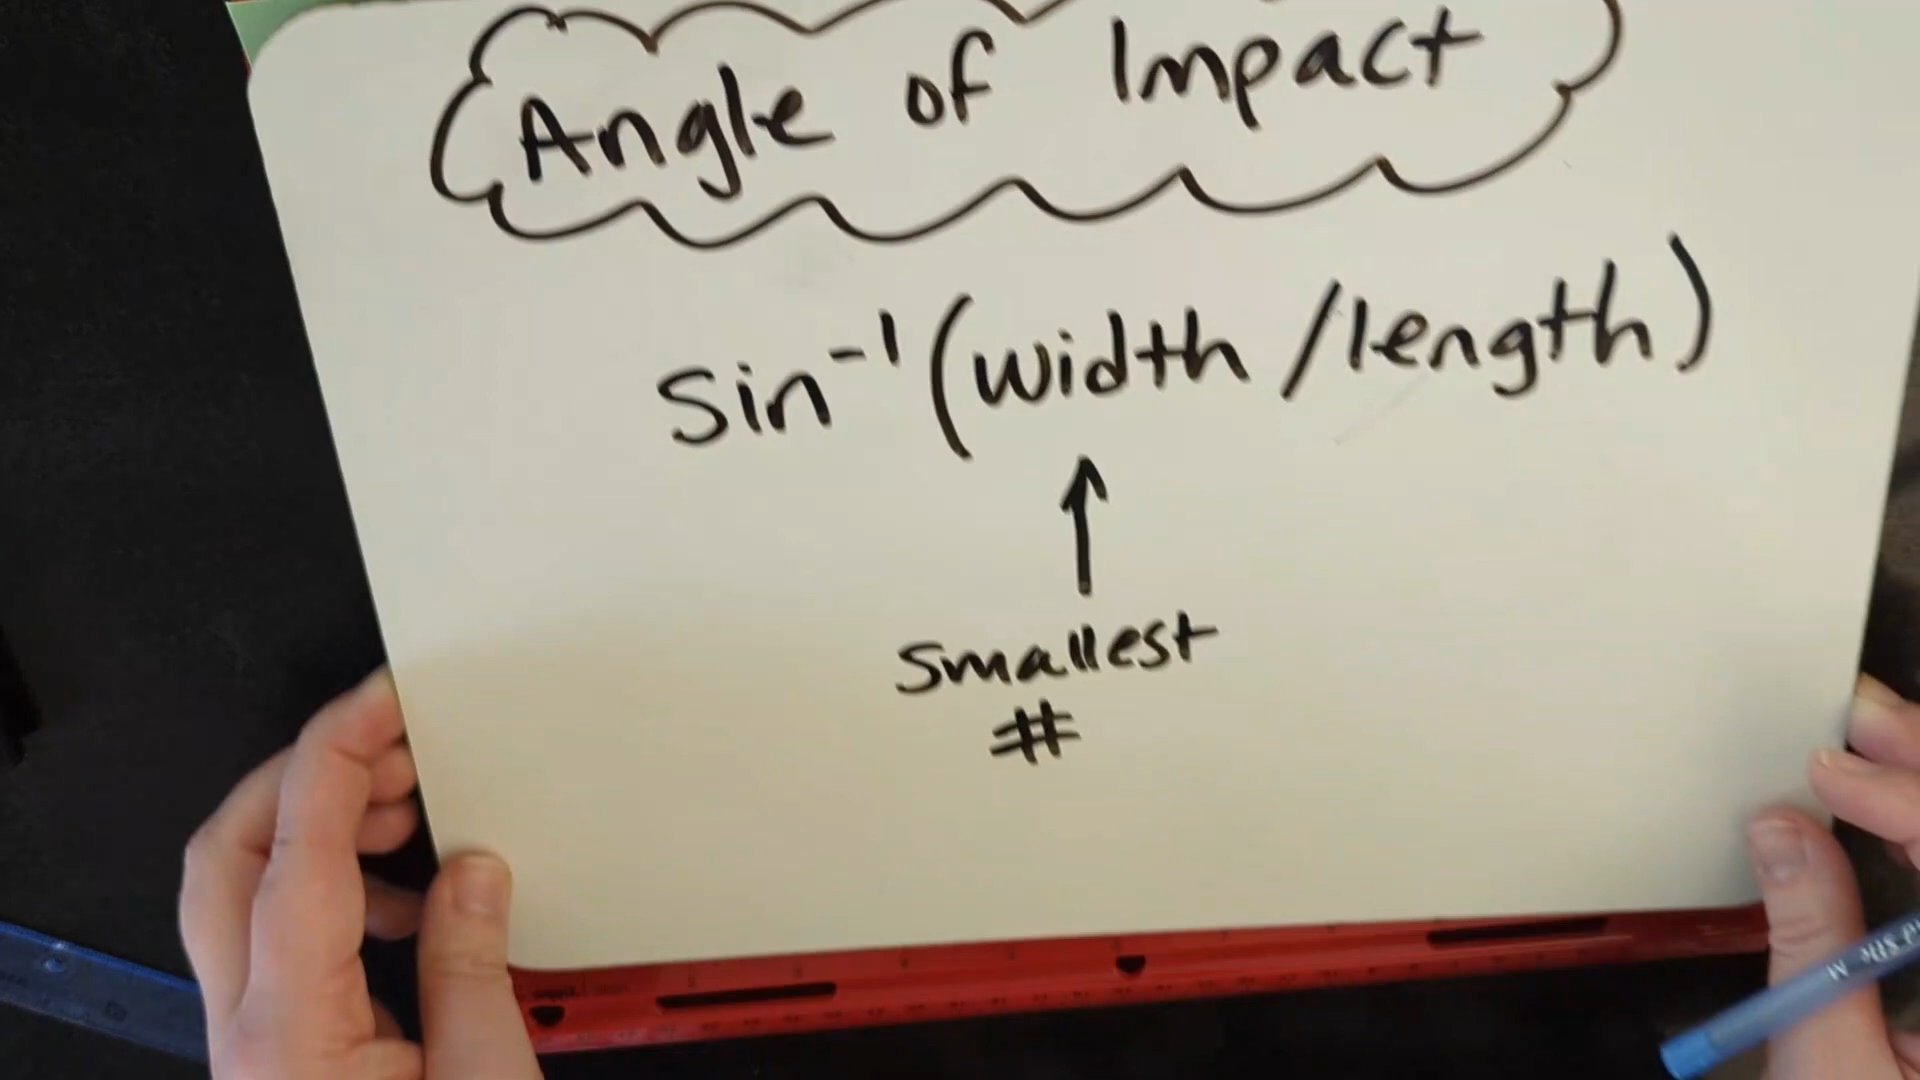 Angle of Impact
Sin⁻¹(width/length)
↑
Smallest
#